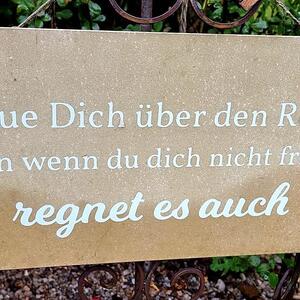 ue Dich über den R
n wenn du dich nicht fr
regnet es auch